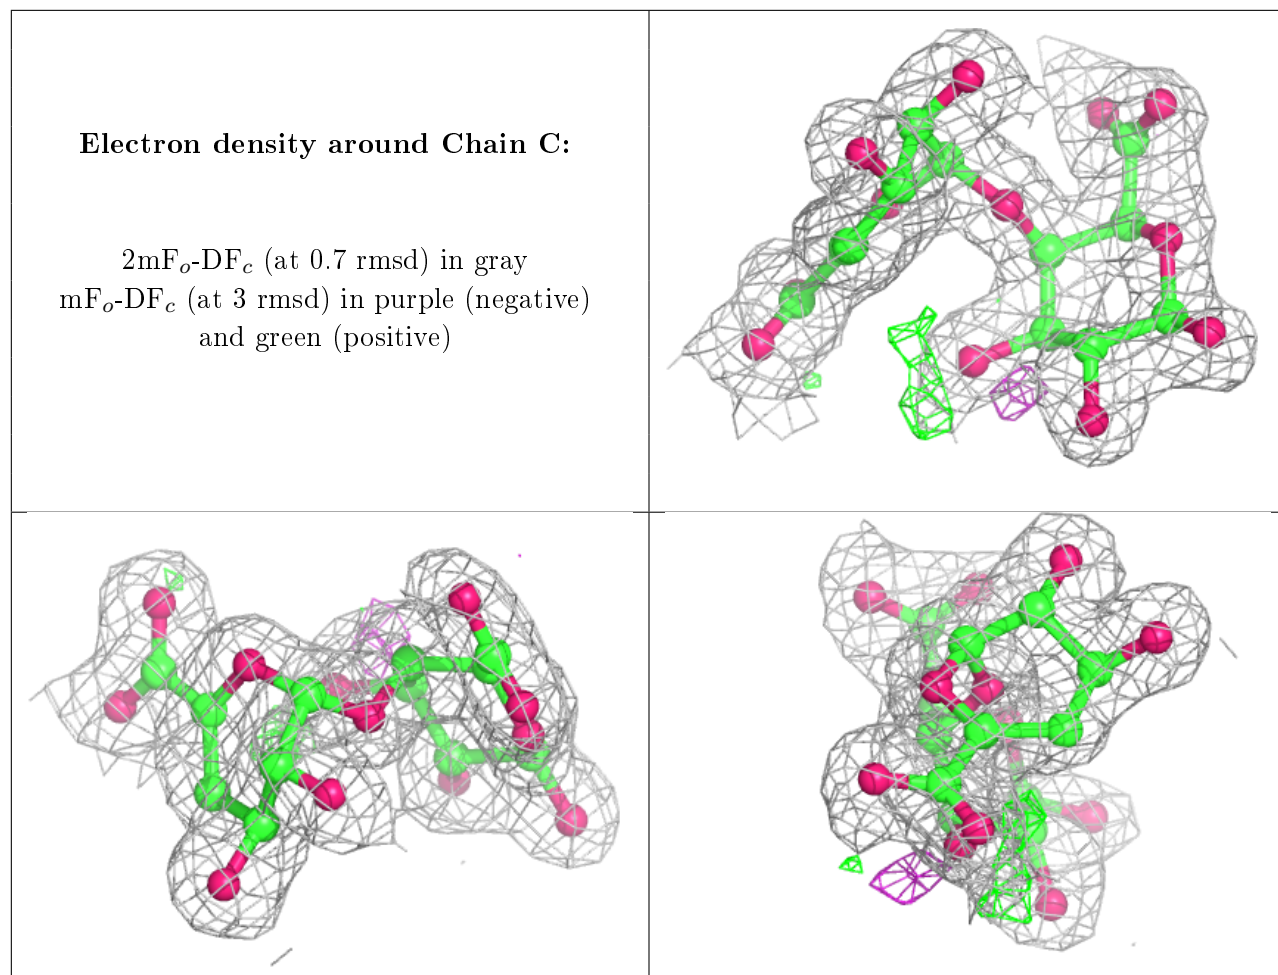 Electron density around Chain C:
2mFₒ-DF𝒸 (at 0.7 rmsd) in gray
mFₒ-DF𝒸 (at 3 rmsd) in purple (negative)
and green (positive)